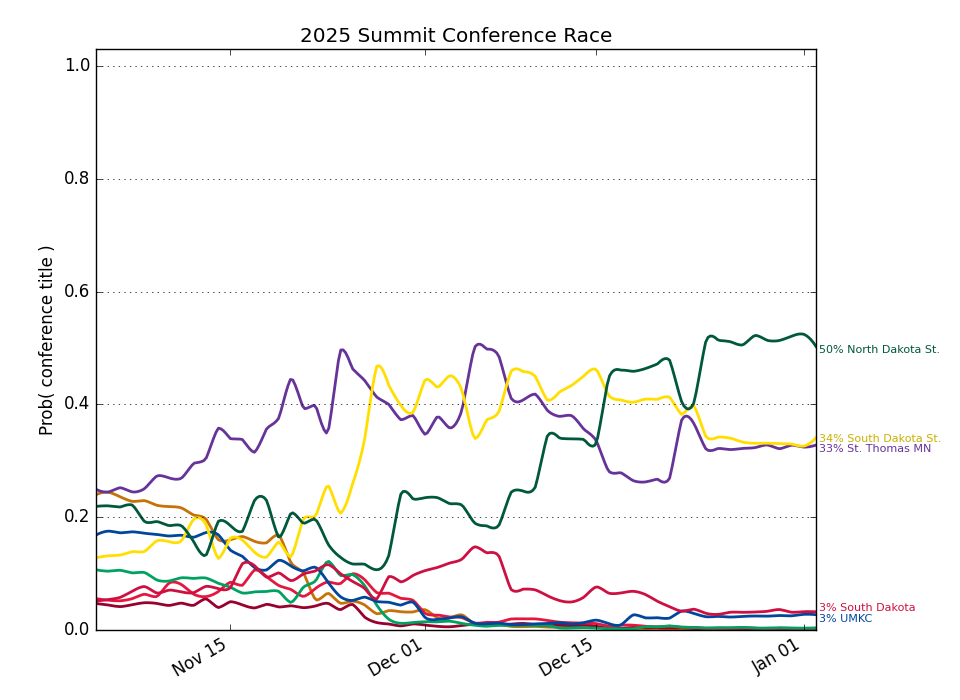 2025 Summit Conference Race
Prob( conference title )
1.0
0.8
0.6
0.4
0.2
0.0
50% North Dakota St.
34% South Dakota St.
33% St. Thomas MN
3% South Dakota
3% UMKC
Nov 15
Dec 01
Dec 15
Jan 01